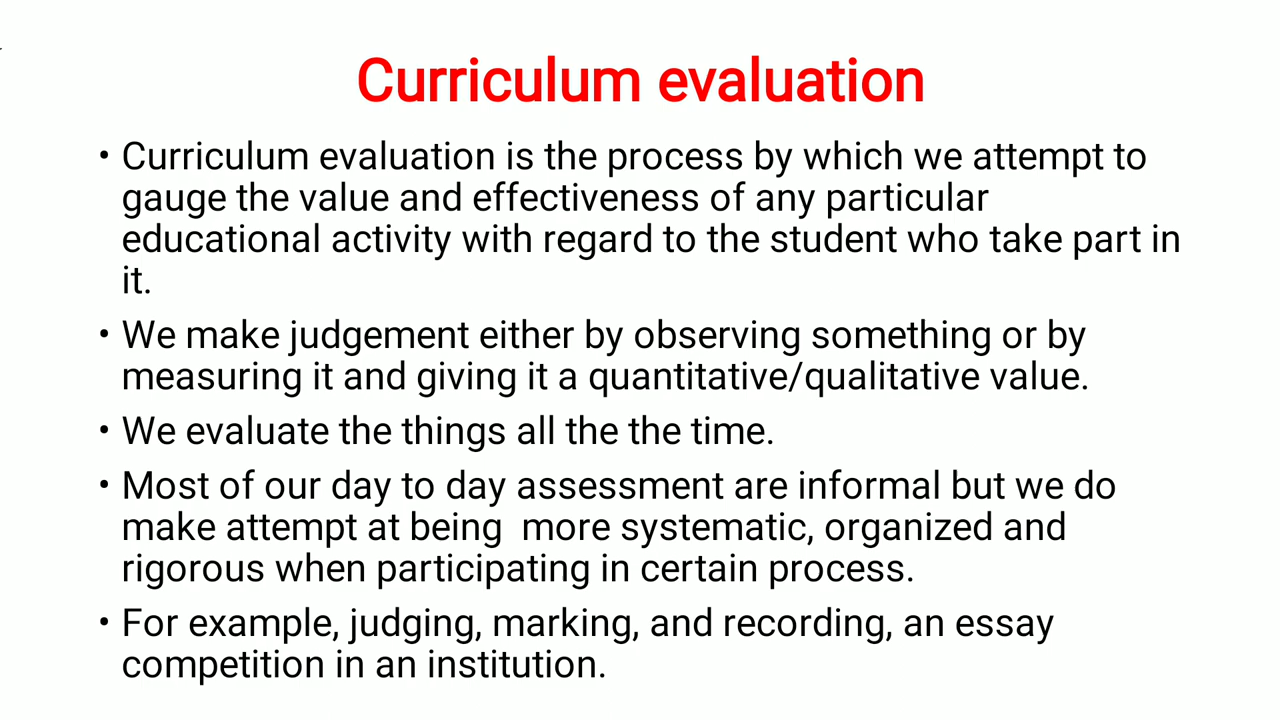 Curriculum evaluation
• Curriculum evaluation is the process by which we attempt to
gauge the value and effectiveness of any particular
educational activity with regard to the student who take part in
it.
• We make judgement either by observing something or by
measuring it and giving it a quantitative/qualitative value.
• We evaluate the things all the the time.
• Most of our day to day assessment are informal but we do
make attempt at being  more systematic, organized and
rigorous when participating in certain process.
• For example, judging, marking, and recording, an essay
competition in an institution.